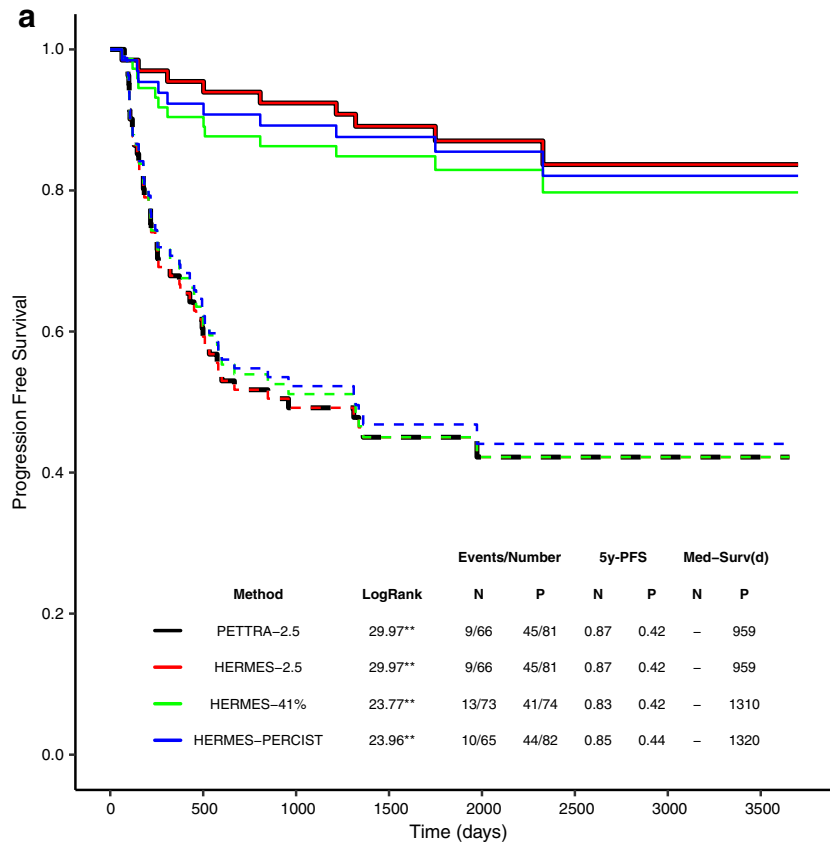 a
1.0
0.8
0.6
0.4
0.2
0.0
Progression Free Survival
Events/Number 5y-PFS Med−Surv(d)
Method LogRank N P N P N P
PETTRA−2.5 29.97** 9/66 45/81 0.87 0.42 − 959
HERMES−2.5 29.97** 9/66 45/81 0.87 0.42 − 959
HERMES−41% 23.77** 13/73 41/74 0.83 0.42 − 1310
HERMES−PERCIST 23.96** 10/65 44/82 0.85 0.44 − 1320
0 500 1000 1500 2000 2500 3000 3500
Time (days)